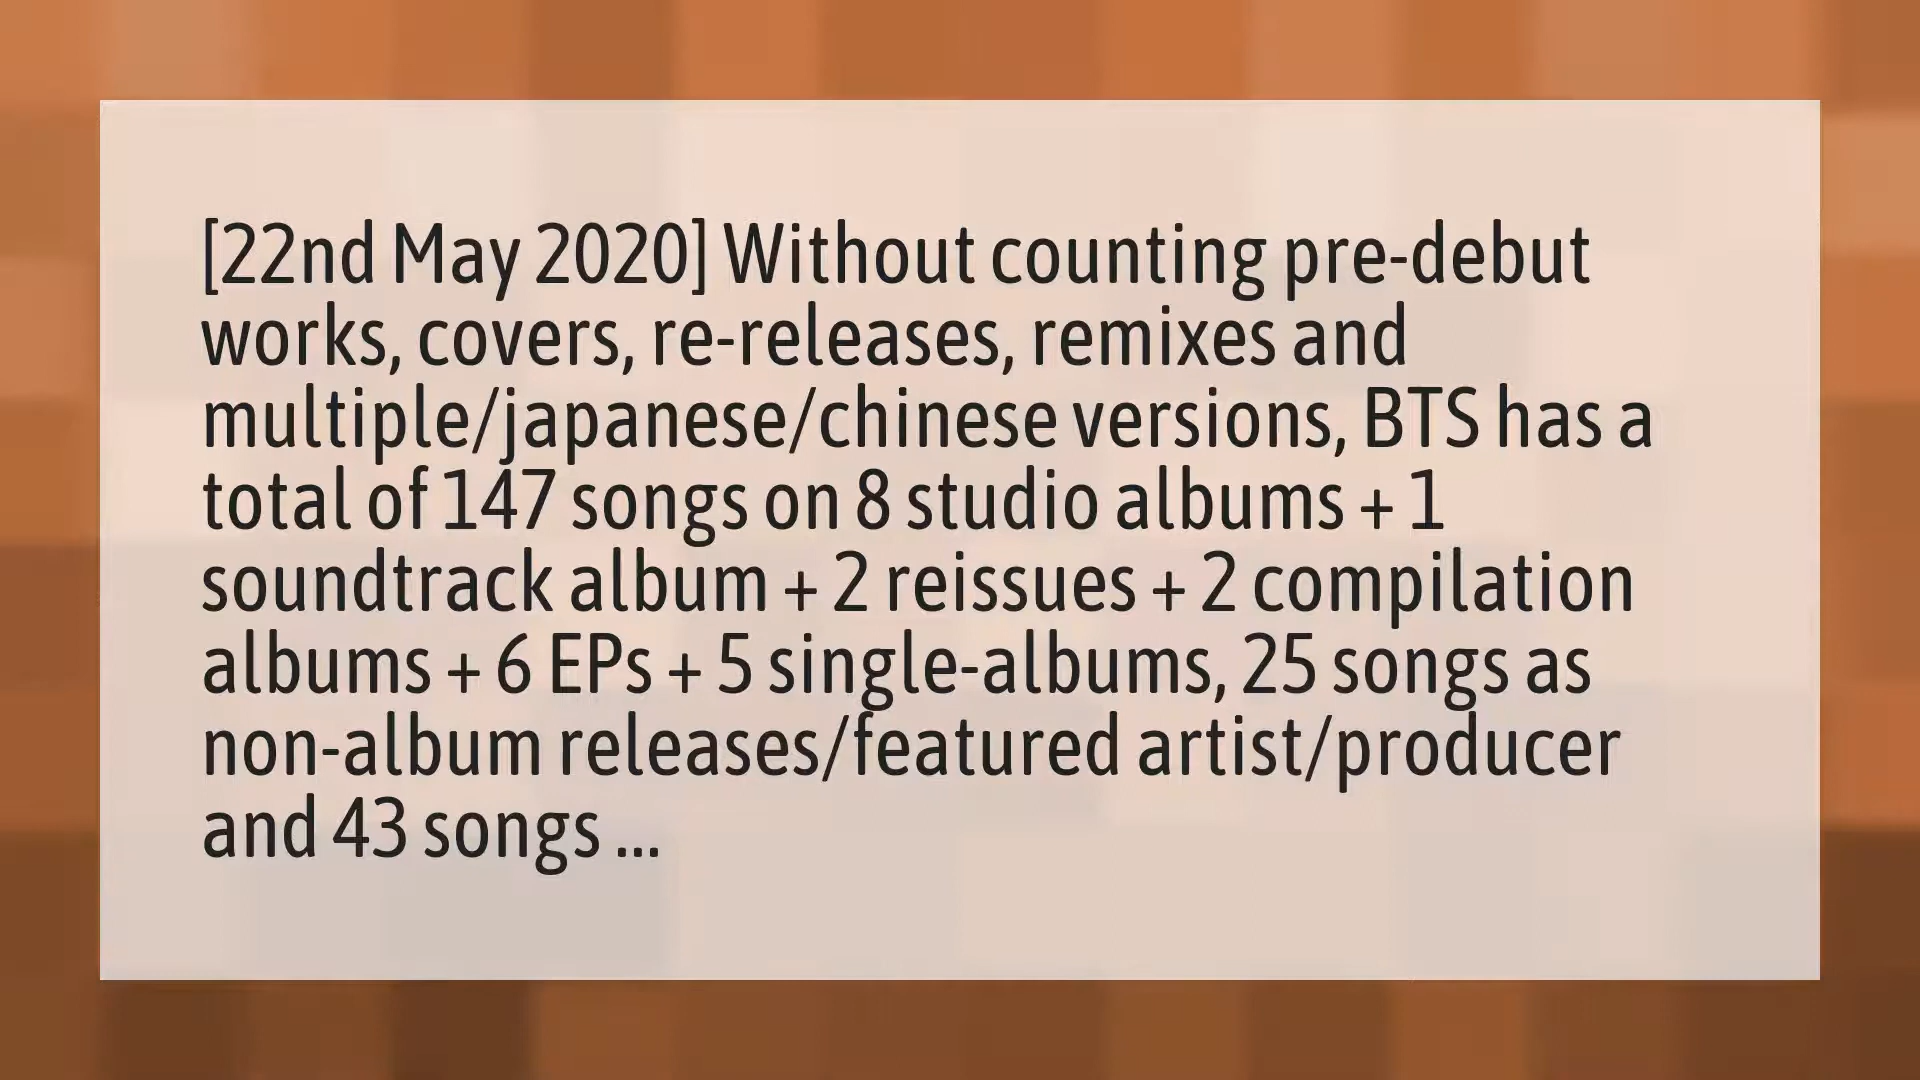 [22nd May 2020] Without counting pre-debut
works, covers, re-releases, remixes and
multiple/japanese/chinese versions, BTS has a
total of 147 songs on 8 studio albums + 1
soundtrack album + 2 reissues + 2 compilation
albums + 6 EPs + 5 single-albums, 25 songs as
non-album releases/featured artist/producer
and 43 songs ...